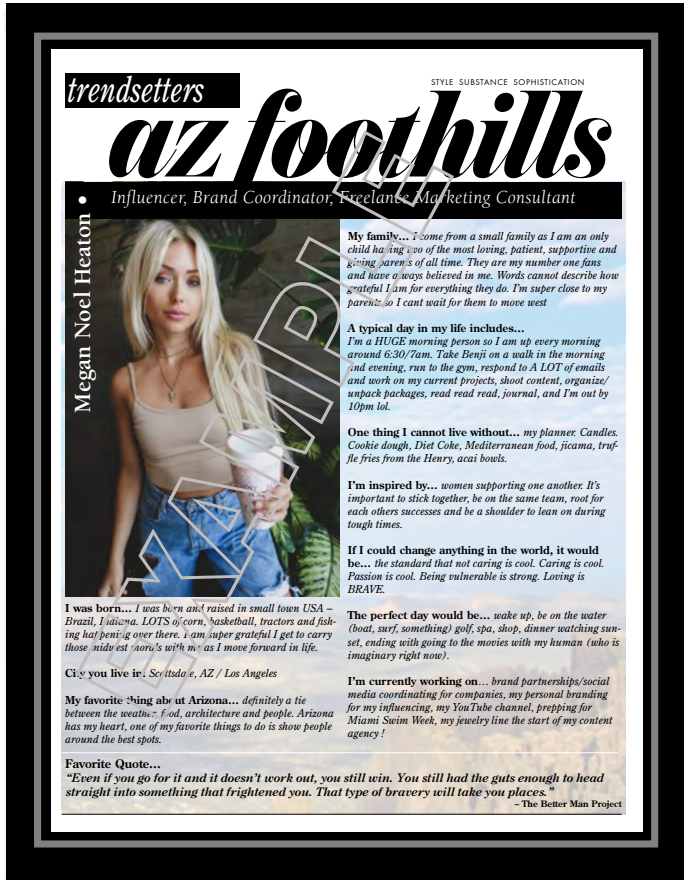 trendsetters
STYLE SUBSTANCE SOPHISTICATION
az foothills
Influencer, Brand Coordinator, Freelance Marketing Consultant
Megan Noel Heaton •
I was born... I was born and raised in small town USA –
Brazil, Indiana. LOTS of corn, basketball, tractors and fish-
ing happening over there. I am super grateful I get to carry
those midwest morals with me as I move forward in life.
City you live in: Scottsdale, AZ / Los Angeles
My favorite thing about Arizona... definitely a tie
between the weather, food, architecture and people. Arizona
has my heart, one of my favorite things to do is show people
around the best spots.
My family... I come from a small family as I am an only
child having two of the most loving, patient, supportive and
giving parents of all time. They are my number one fans
and have always believed in me. Words cannot describe how
grateful I am for everything they do. I'm super close to my
parents so I cant wait for them to move west
A typical day in my life includes...
I'm a HUGE morning person so I am up every morning
around 6:30/7am. Take Benji on a walk in the morning
and evening, run to the gym, respond to A LOT of emails
and work on my current projects, shoot content, organize/
unpack packages, read read read, journal, and I'm out by
10pm lol.
One thing I cannot live without... my planner. Candles.
Cookie dough, Diet Coke, Mediterranean food, jicama, truf-
fle fries from the Henry, acai bowls.
I'm inspired by... women supporting one another. It's
important to stick together, be on the same team, root for
each others successes and be a shoulder to lean on during
tough times.
If I could change anything in the world, it would
be... the standard that not caring is cool. Caring is cool.
Passion is cool. Being vulnerable is strong. Loving is
BRAVE.
The perfect day would be... wake up, be on the water
(boat, surf, something) golf, spa, shop, dinner watching sun-
set, ending with going to the movies with my human (who is
imaginary right now).
I'm currently working on... brand partnerships/social
media coordinating for companies, my personal branding
for my influencing, my YouTube channel, prepping for
Miami Swim Week, my jewelry line the start of my content
agency !
Favorite Quote...
"Even if you go for it and it doesn't work out, you still win. You still had the guts enough to head
straight into something that frightened you. That type of bravery will take you places."
– The Better Man Project
EXAMPLE